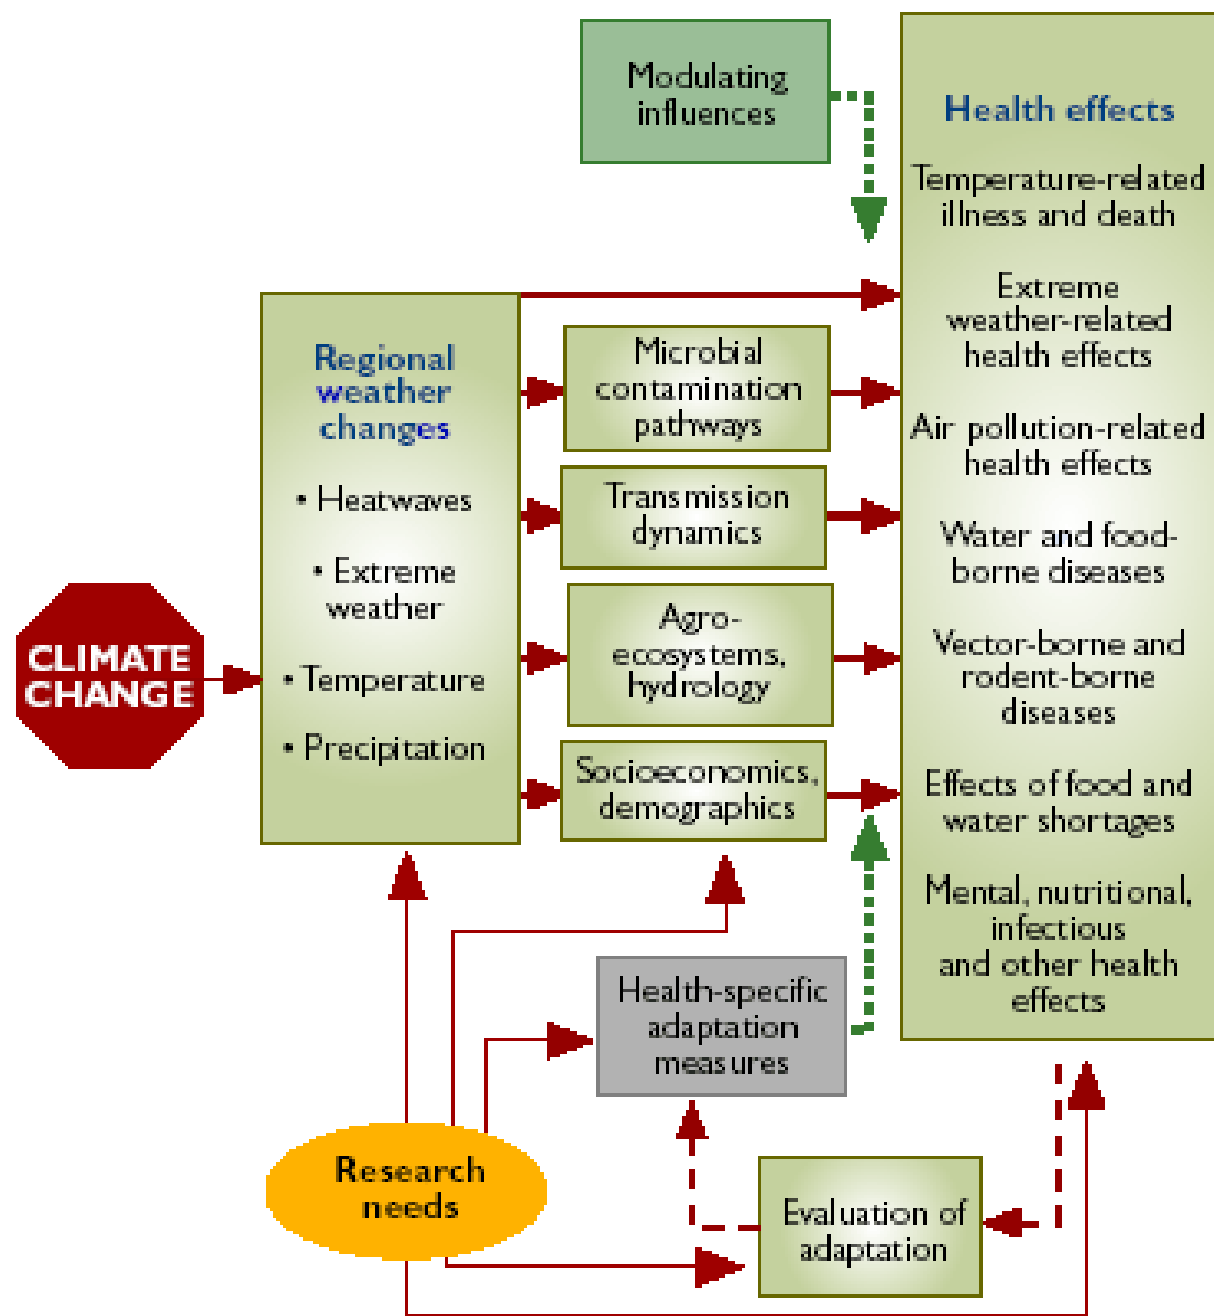 Modulating
influences
Health effects
Temperature-related
illness and death
Extreme
weather-related
health effects
Air pollution-related
health effects
Water and food-
borne diseases
Vector-borne and
rodent-borne
diseases
Effects of food and
water shortages
Mental, nutritional,
infectious
and other health
effects
Regional
weather
changes
• Heatwaves
• Extreme
weather
• Temperature
• Precipitation
Microbial
contamination
pathways
Transmission
dynamics
Agro-
ecosystems,
hydrology
Socioeconomics,
demographics
CLIMATE
CHANGE
Health-specific
adaptation
measures
Research
needs
Evaluation of
adaptation